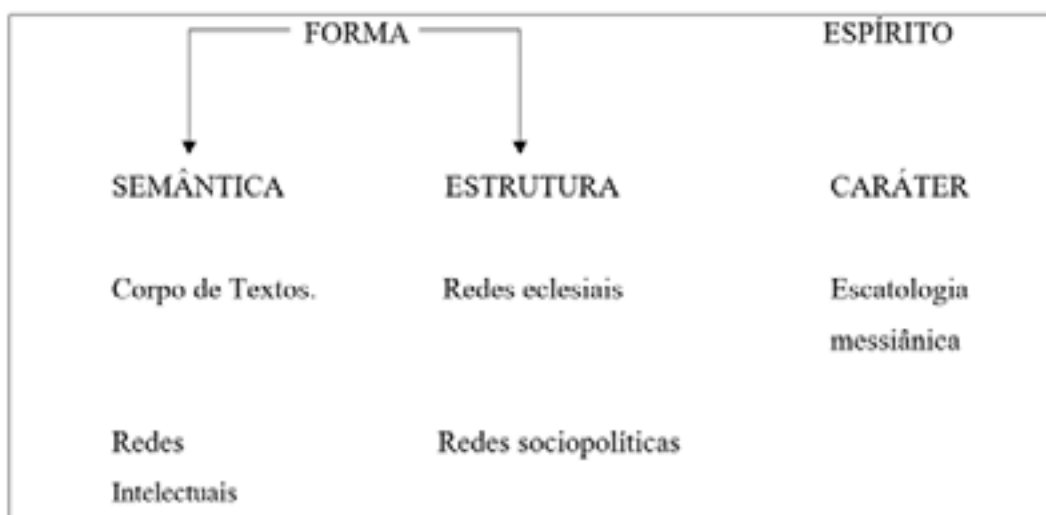 FORMA ESPÍRITO
SEMÂNTICA ESTRUTURA CARÁTER
Corpo de Textos. Redes eclesiais Escatologia
messiânica
Redes Redes sociopolíticas
Intelectuais